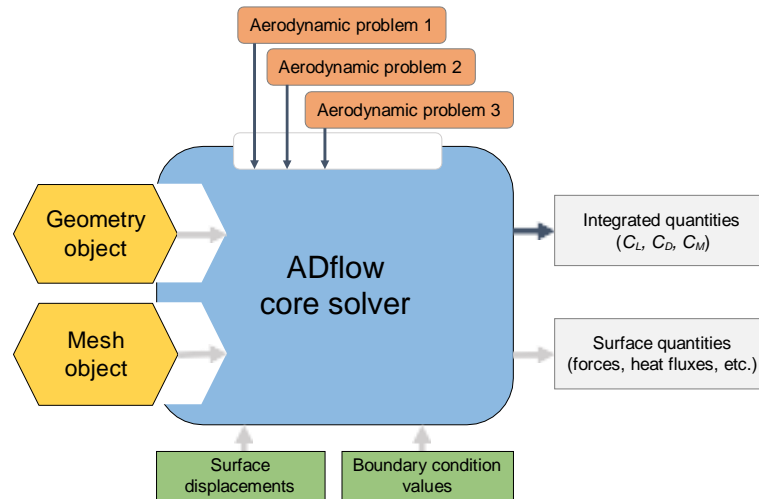 Aerodynamic problem 1
Aerodynamic problem 2
Aerodynamic problem 3
Geometry
object
Integrated quantities
(CL, CD, CM)
ADflow
core solver
Mesh
object
Surface quantities
(forces, heat fluxes, etc.)
Surface
displacements
Boundary condition
values